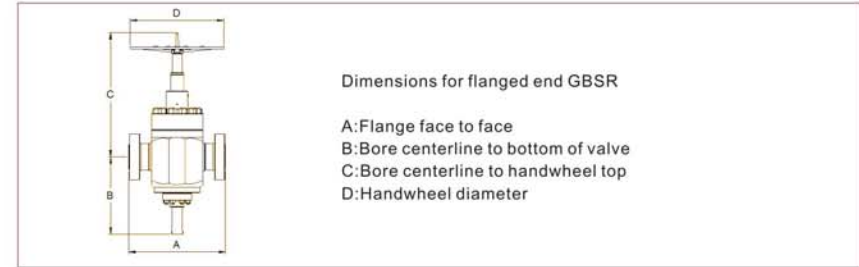 D
C
B
A
Dimensions for flanged end GBSR
A:Flange face to face
B:Bore centerline to bottom of valve
C:Bore centerline to handwheel top
D:Handwheel diameter